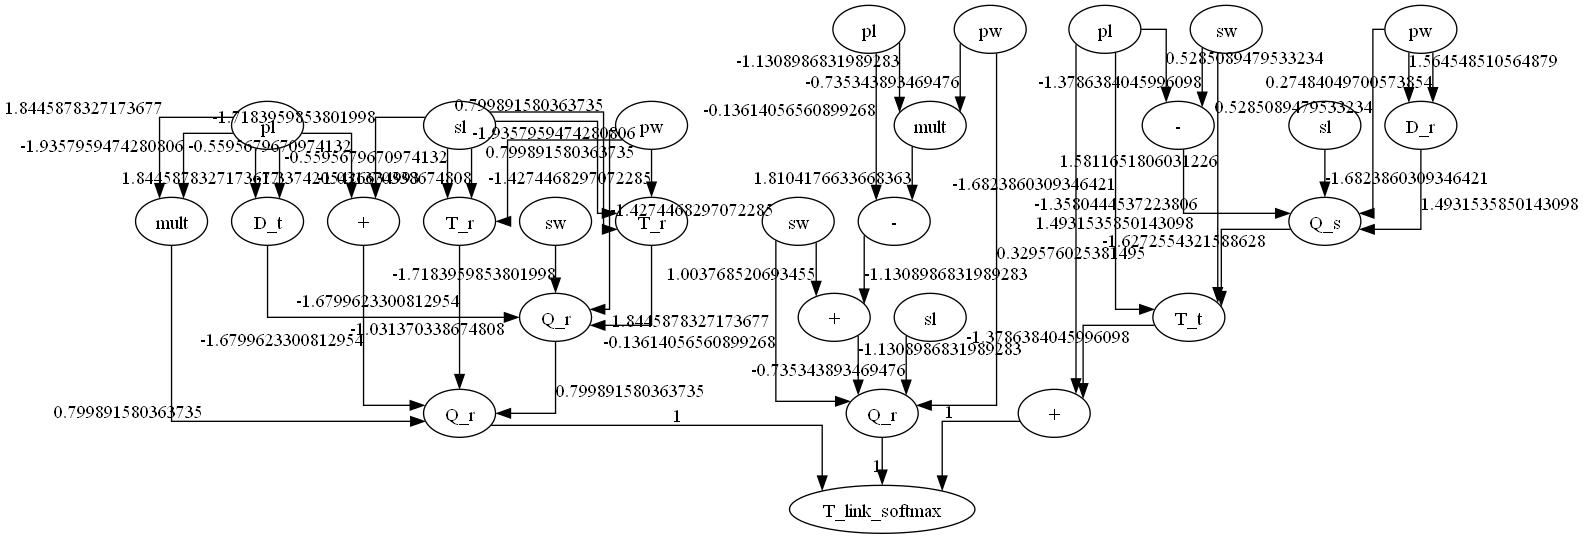 pl
pw
pl
sw
pw
-1.1308986831989283
0.5285089479533234
1.564548510564879
-0.735343893469476
-1.3786384045996098
0.27484049700573854
1.8445878327173677
-1.7183959853801998
0.799891580363735
-0.13614056560899268
0.5285089479533234
pl
sl
pw
mult
-
sl
D_r
-1.9357959474280806
-1.9357959474280806
-0.5595679670974132
-0.5595679670974132
0.799891580363735
1.5811651806031226
1.8445878327173677
-1.4274468297072285
1.8104176633668363
-1.6823860309346421
-1.6823860309346421
-1.3580444537223806
1.4931535850143098
-1.4274468297072285
mult
D_t
+
T_r
sw
T_r
sw
-
1.4931535850143098
Q_s
-1.6272554321588628
0.329576025381495
-1.7183959853801998
1.003768520693455
-1.1308986831989283
-1.6799623300812954
Q_r
+
sl
T_t
1.8445878327173677
-1.031370338674808
-1.6799623300812954
-0.13614056560899268
-1.1308986831989283
-1.3786384045996098
-0.735343893469476
0.799891580363735
0.799891580363735
Q_r
1
Q_r
1
+
1
T_link_softmax